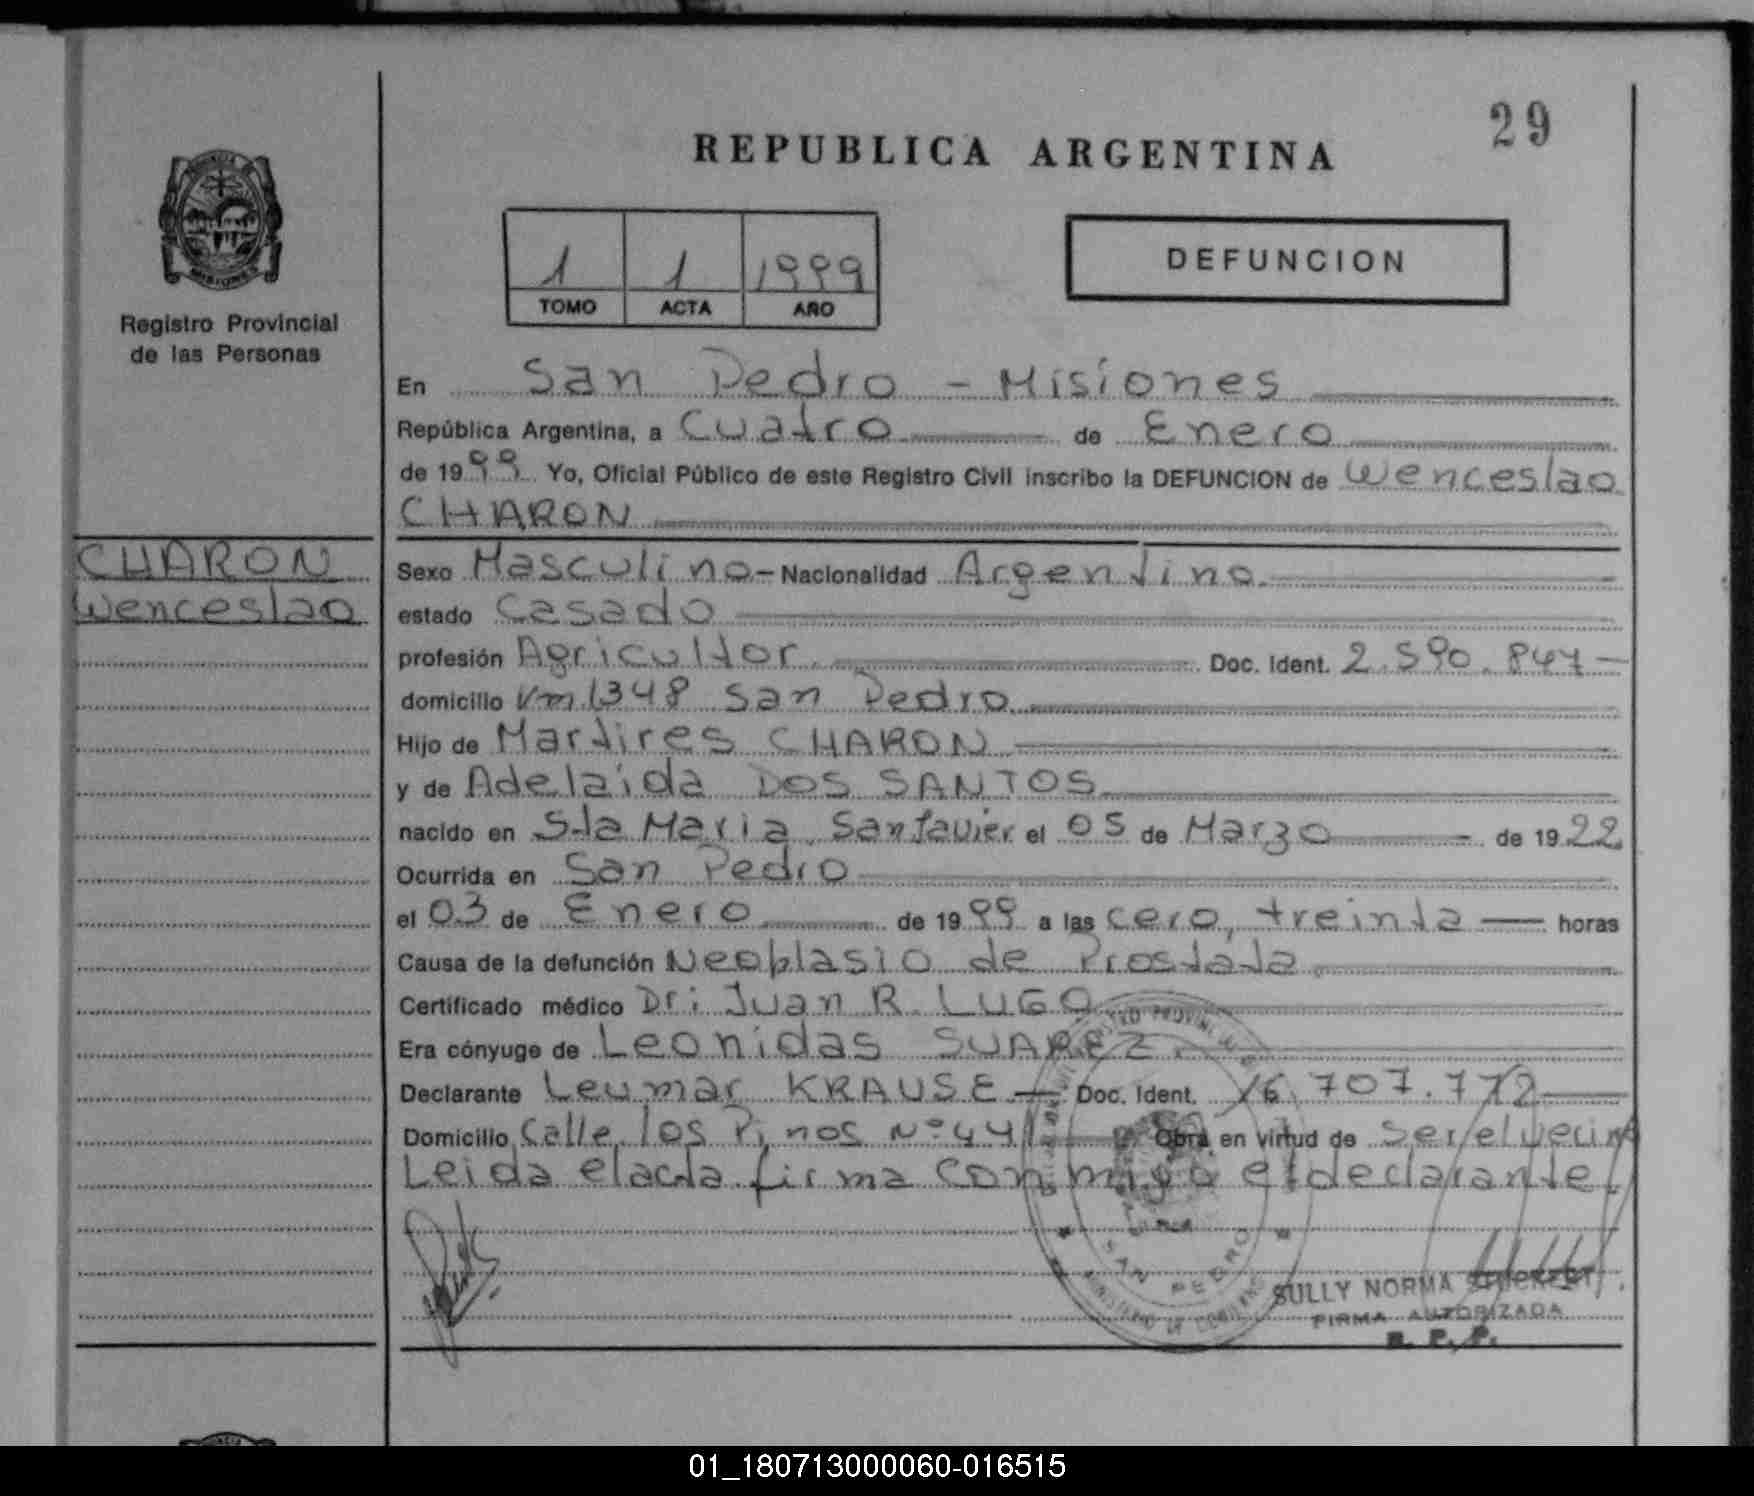 29
REPUBLICA ARGENTINA
1 1 1999
TOMO ACTA AÑO
DEFUNCION
Registro Provincial
de las Personas
CHARON
Wenceslao
En San Pedro - Misiones
República Argentina, a Cuatro de Enero
de 1999 Yo, Oficial Público de este Registro Civil inscribo la DEFUNCION de Wenceslao
CHARON
Sexo Masculino - Nacionalidad Argentino
estado Casado
profesión Agricultor Doc. Ident. 2.590.847
domicilio Km 1348 San Pedro
Hijo de Martires CHARON
y de Adelaida DOS SANTOS
nacido en Sta Maria San Javier el 05 de Marzo de 1922
Ocurrida en San Pedro
el 03 de Enero de 1999 a las cero, treinta horas
Causa de la defunción Neoplasio de Prostata
Certificado médico Dr: Juan R. LUGO
Era cónyuge de Leonidas SUAREZ.
Declarante Leumar KRAUSE Doc. Ident. 16.707.772
Domicilio Calle los Pinos Nº 441 Obra en virtud de ser el vecino
Leida el acta firma conmigo el declarante.
SAN PEDRO
SULLY NORMA
FIRMA AUTORIZADA
R. P. P.
01_180713000060-016515